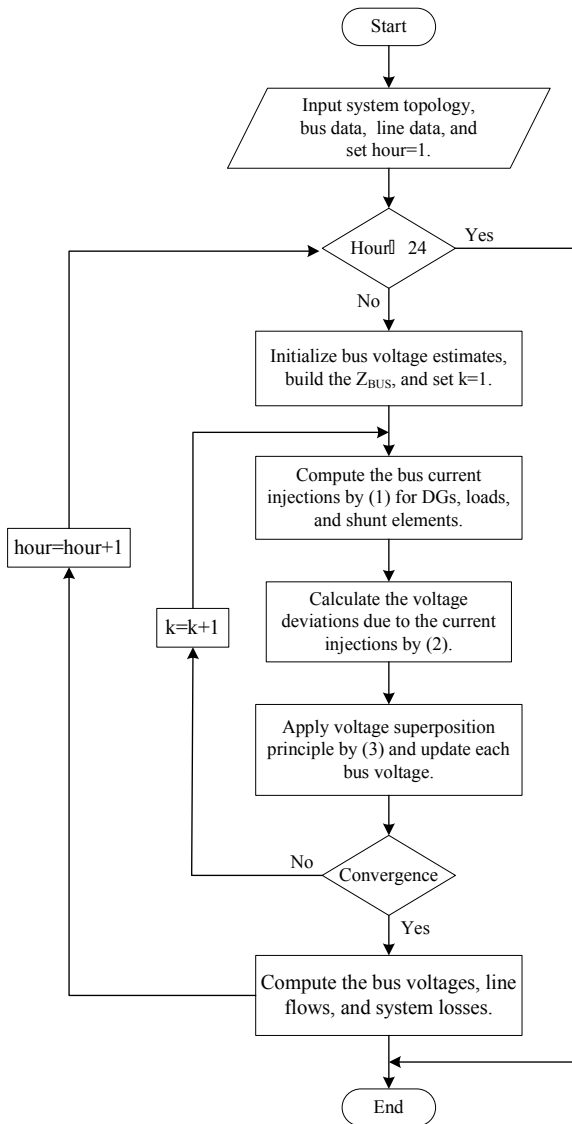 Start
Input system topology,
bus data, line data, and
set hour=1.
Hour 24
Yes
No
Initialize bus voltage estimates,
build the Z_BUS, and set k=1.
Compute the bus current
injections by (1) for DGs, loads,
and shunt elements.
hour=hour+1
Calculate the voltage
deviations due to the current
injections by (2).
k=k+1
Apply voltage superposition
principle by (3) and update each
bus voltage.
No
Convergence
Yes
Compute the bus voltages, line
flows, and system losses.
End